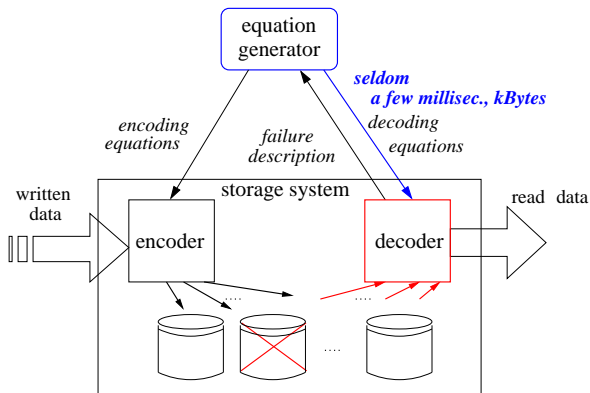 equation
generator
seldom
a few millisec., kBytes
encoding
equations
failure
description
decoding
equations
storage system
written
data
read data
encoder
decoder
....
....
....